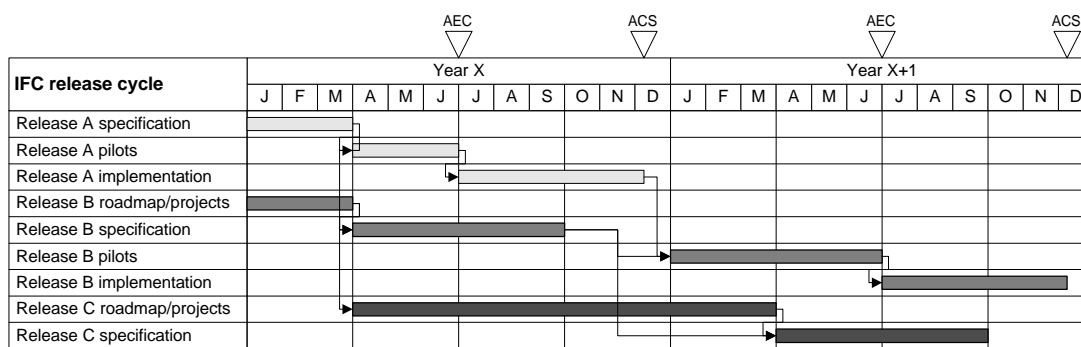 AEC ACS AEC ACS
IFC release cycle Year X Year X+1
J F M A M J J A S O N D J F M A M J J A S O N D
Release A specification
Release A pilots
Release A implementation
Release B roadmap/projects
Release B specification
Release B pilots
Release B implementation
Release C roadmap/projects
Release C specification